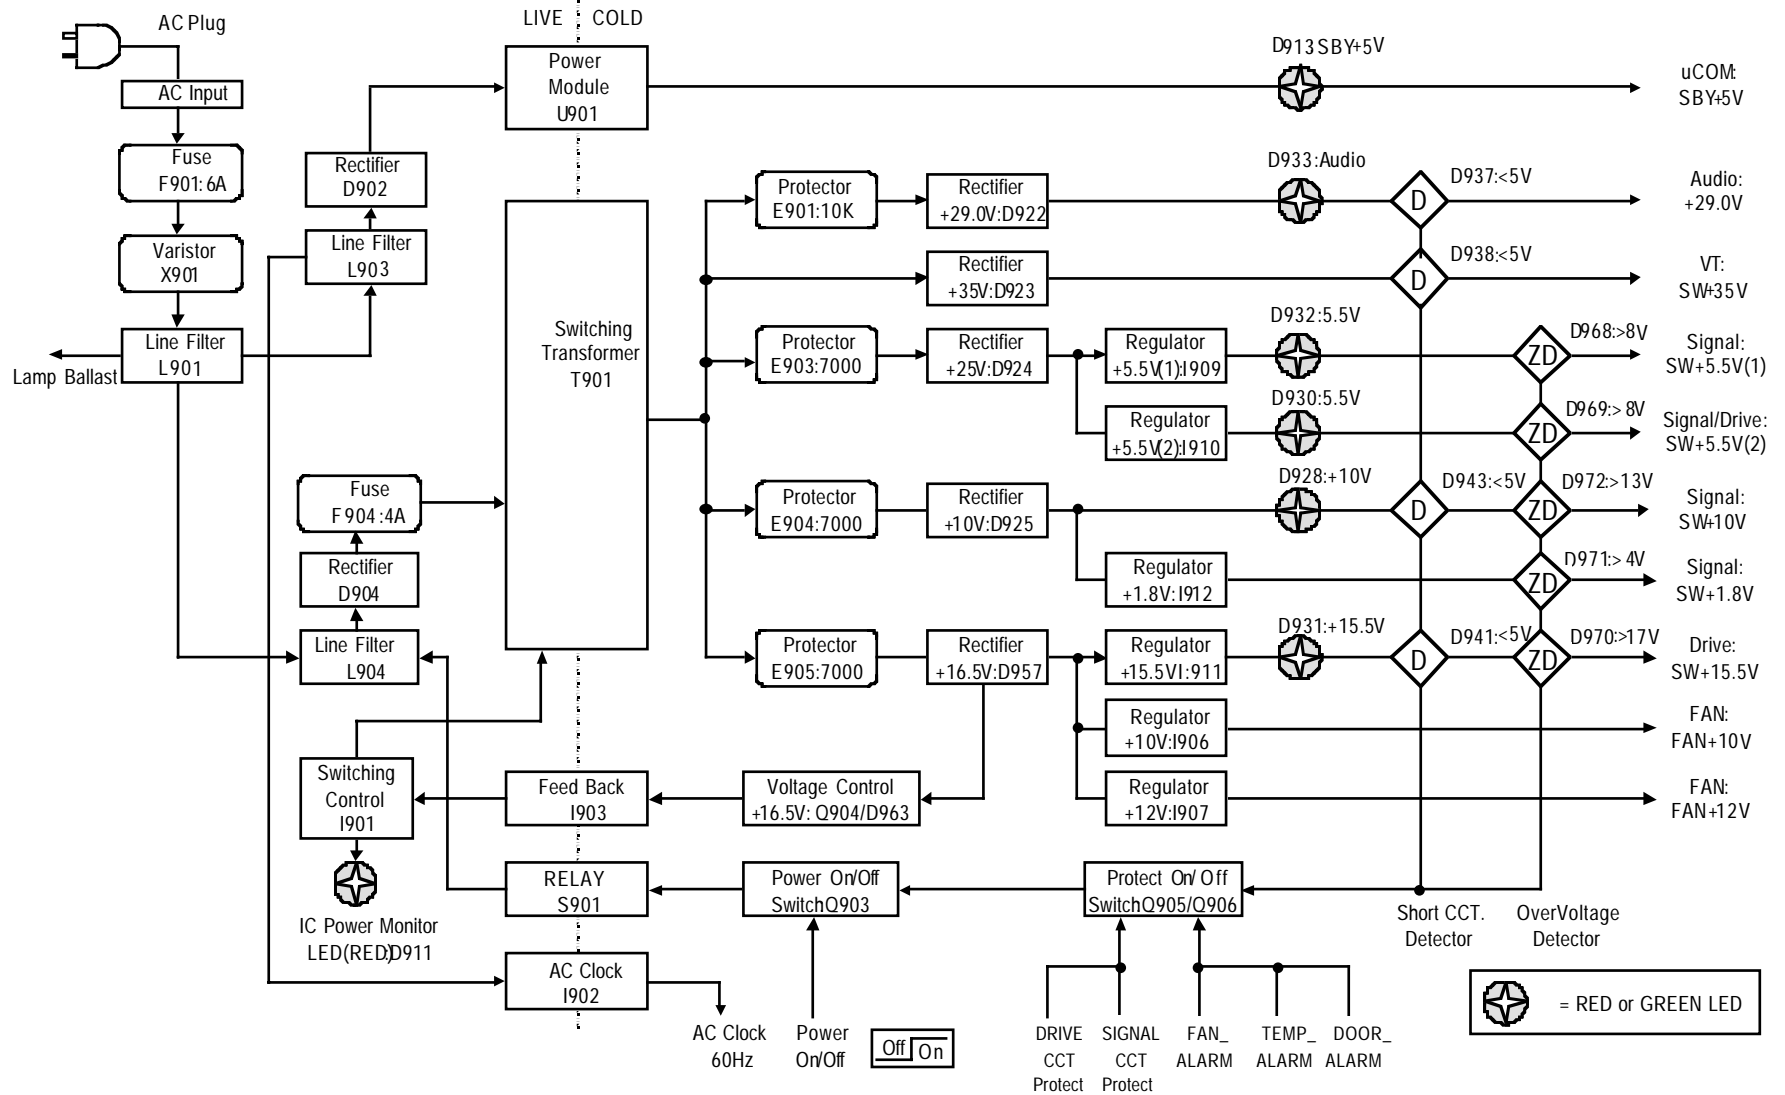 LIVE COLD
AC Plug
AC Input
Fuse
F901:6A
Varistor
X901
Line Filter
L901
Lamp Ballast
Rectifier
D902
Line Filter
L903
Power
Module
U901
Switching
Transformer
T901
Fuse
F904:4A
Rectifier
D904
Line Filter
L904
Switching
Control
I901
IC Power Monitor
LED(RED)D911
Feed Back
I903
RELAY
S901
AC Clock
I902
AC Clock
60Hz
Voltage Control
+16.5V: Q904/D963
Power On/Off
SwitchQ903
Power
On/Off
Off On
Protect On/Off
SwitchQ905/Q906
DRIVE
CCT
Protect
SIGNAL
CCT
Protect
FAN_
ALARM
TEMP_
ALARM
DOOR_
ALARM
D913 SBY+5V
uCOM:
SBY+5V
Protector
E901:10K
Rectifier
+29.0V:D922
D933:Audio
D
D937:<5V
Audio:
+29.0V
Rectifier
+35V:D923
D
D938:<5V
VT:
SW+35V
Protector
E903:7000
Rectifier
+25V:D924
Regulator
+5.5V(1):I909
D932:5.5V
ZD
D968:>8V
Signal:
SW+5.5V(1)
Regulator
+5.5V(2):I910
D930:5.5V
ZD
D969:>8V
Signal/Drive:
SW+5.5V(2)
Protector
E904:7000
Rectifier
+10V:D925
D928:+10V
D
D943:<5V
ZD
D972:>13V
Signal:
SW+10V
Regulator
+1.8V:I912
ZD
D971:>4V
Signal:
SW+1.8V
Protector
E905:7000
Rectifier
+16.5V:D957
Regulator
+15.5VI:911
D931:+15.5V
D
D941:<5V
ZD
D970:>17V
Drive:
SW+15.5V
Regulator
+10V:I906
FAN:
FAN+10V
Regulator
+12V:I907
FAN:
FAN+12V
Short CCT.
Detector
OverVoltage
Detector
= RED or GREEN LED